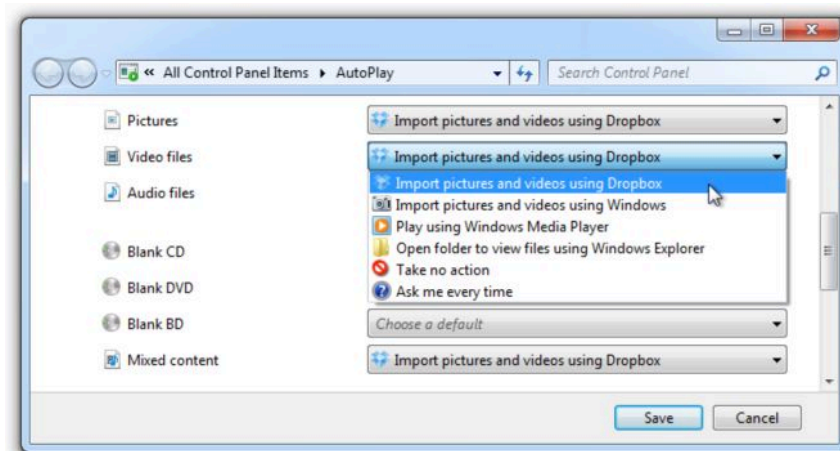 « All Control Panel Items ▸ AutoPlay
Search Control Panel
Pictures
Import pictures and videos using Dropbox
Video files
Import pictures and videos using Dropbox
Audio files
Import pictures and videos using Dropbox
Import pictures and videos using Windows
Play using Windows Media Player
Open folder to view files using Windows Explorer
Take no action
Ask me every time
Blank CD
Blank DVD
Blank BD
Choose a default
Mixed content
Import pictures and videos using Dropbox
Save
Cancel